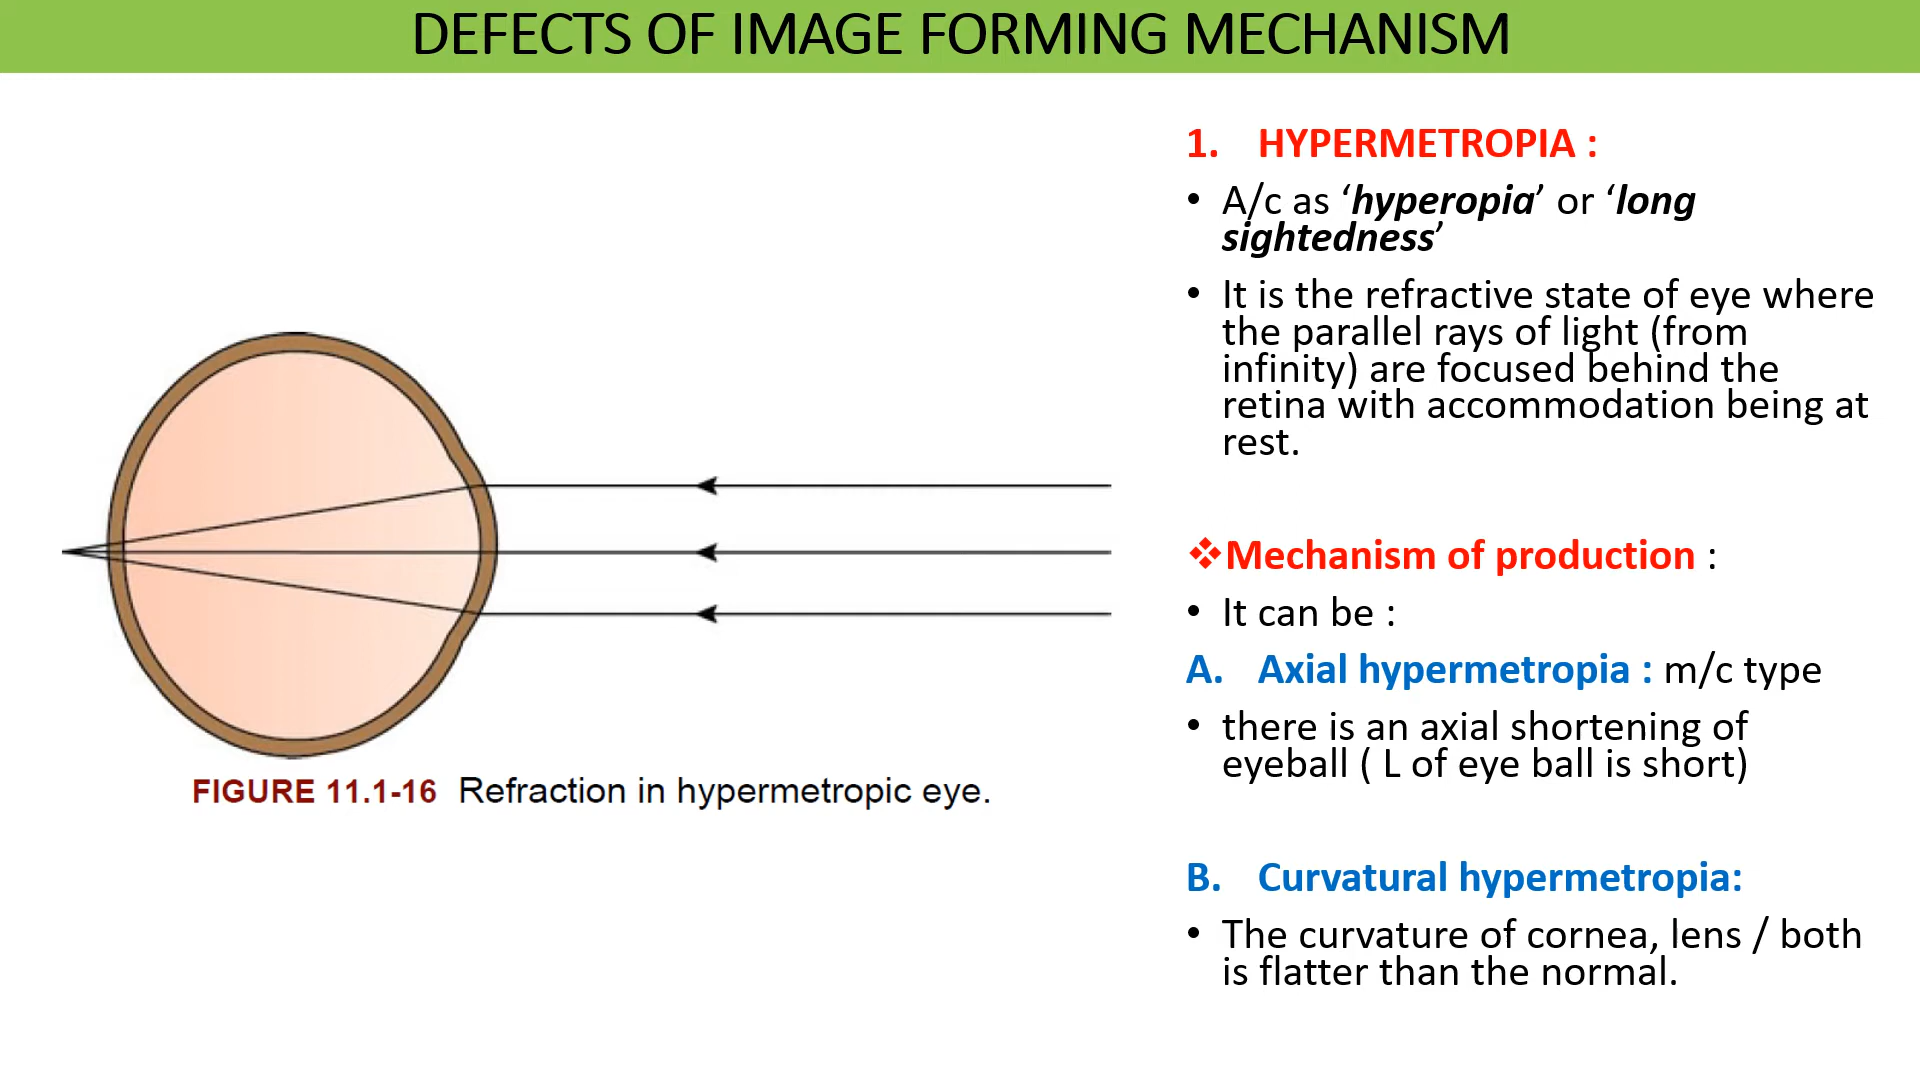 DEFECTS OF IMAGE FORMING MECHANISM
1. HYPERMETROPIA :
• A/c as ‘hyperopia’ or ‘long
sightedness’
• It is the refractive state of eye where
the parallel rays of light (from
infinity) are focused behind the
retina with accommodation being at
rest.
❖Mechanism of production :
• It can be :
A. Axial hypermetropia : m/c type
• there is an axial shortening of
eyeball ( L of eye ball is short)
B. Curvatural hypermetropia:
• The curvature of cornea, lens / both
is flatter than the normal.
FIGURE 11.1-16 Refraction in hypermetropic eye.